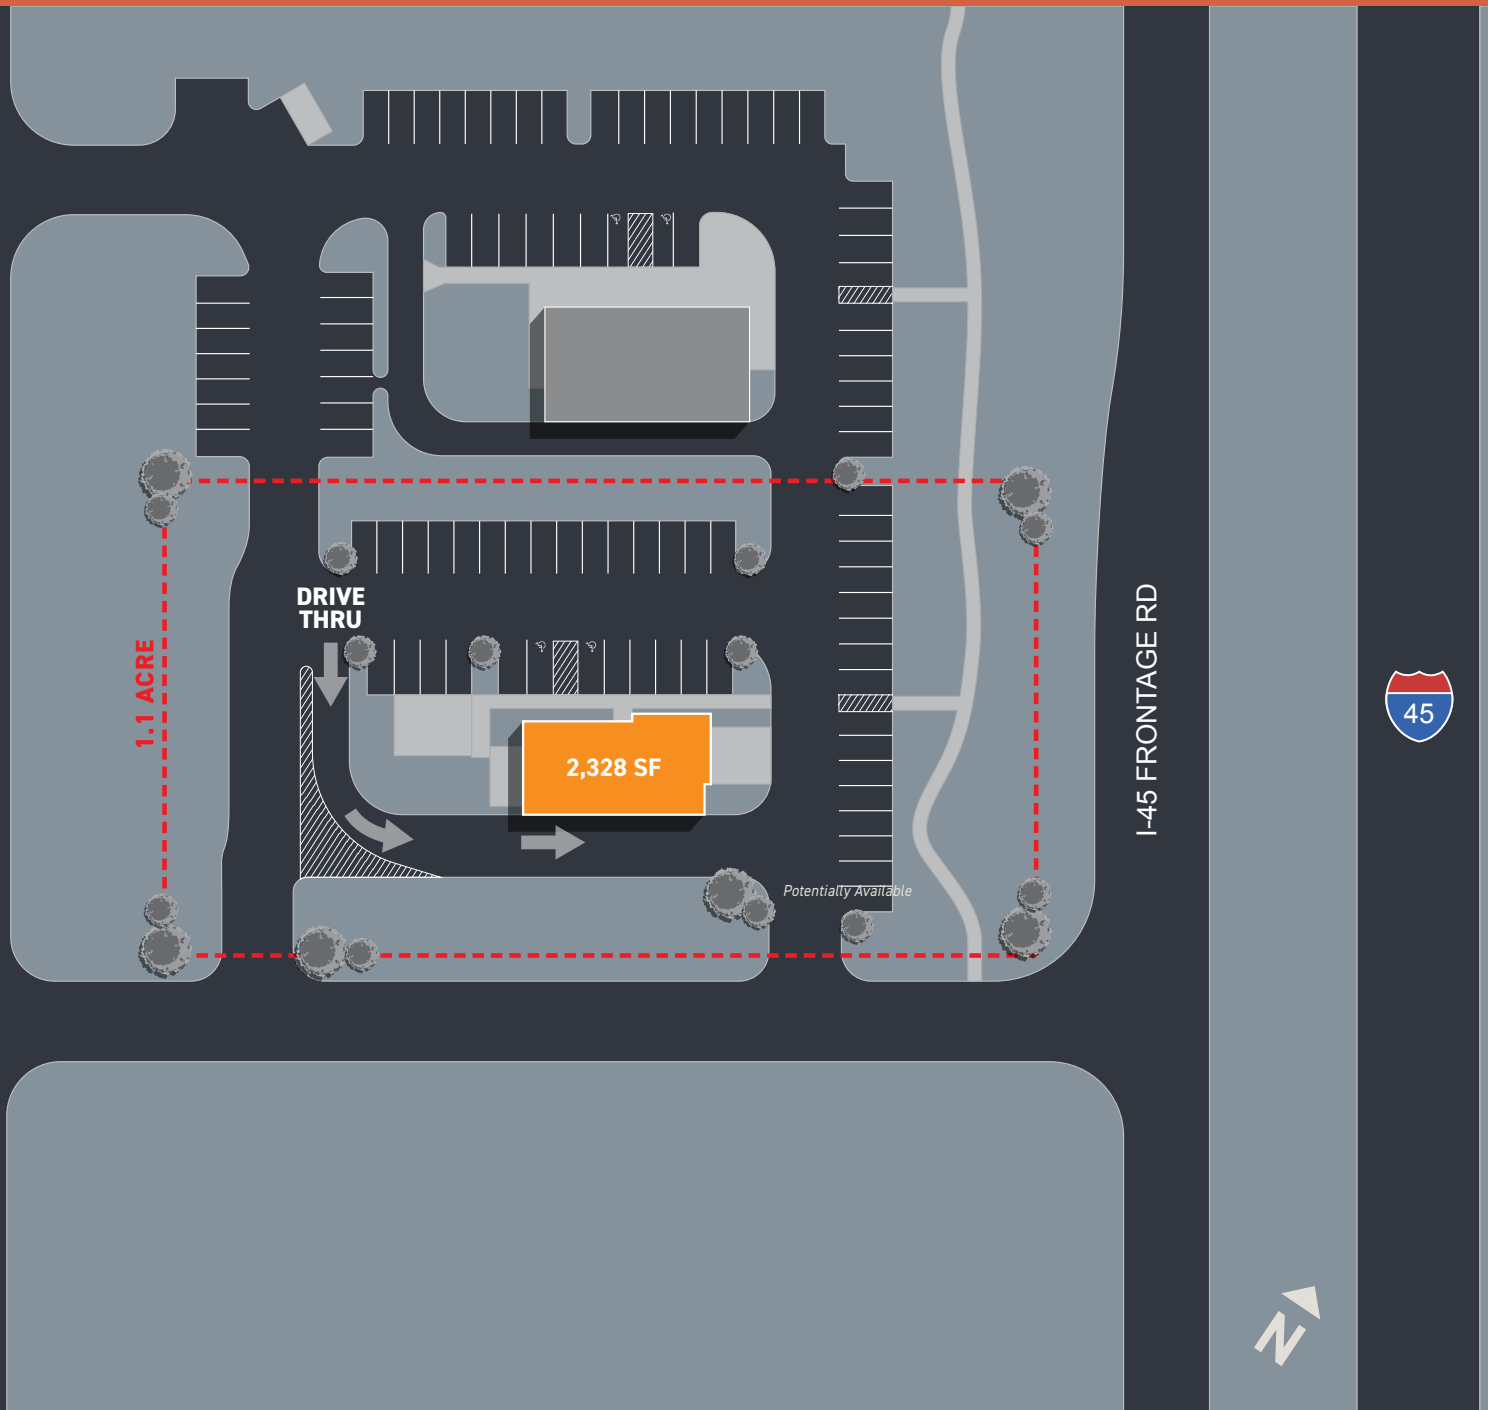 DRIVE
THRU
1.1 ACRE
2,328 SF
Potentially Available
I-45 FRONTAGE RD
45
N